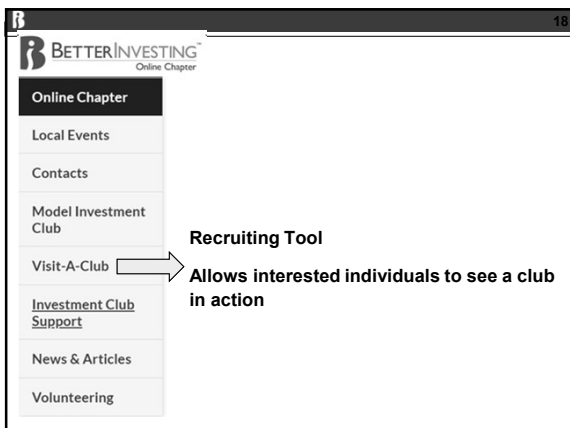 18
BETTERINVESTING™
Online Chapter
Online Chapter
Local Events
Contacts
Model Investment
Club
Visit-A-Club
Investment Club
Support
News & Articles
Volunteering
Recruiting Tool
Allows interested individuals to see a club
in action